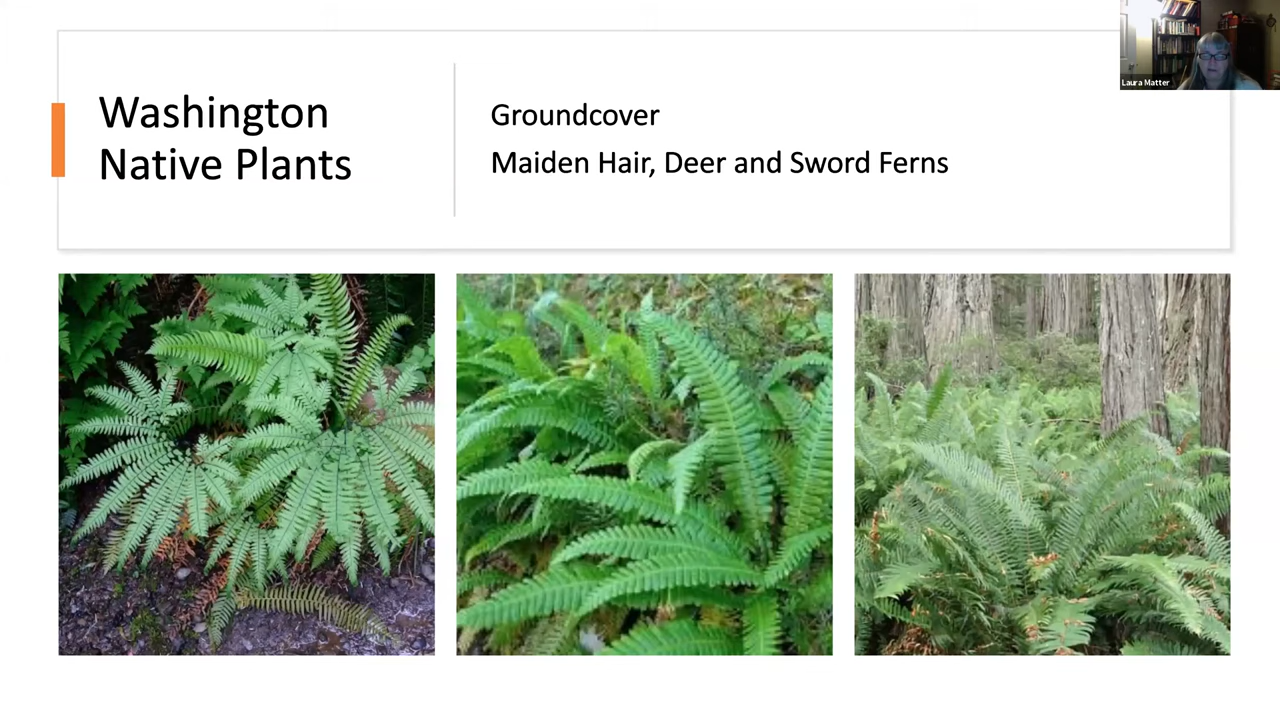 Washington
Native Plants
Groundcover
Maiden Hair, Deer and Sword Ferns
Laura Matter